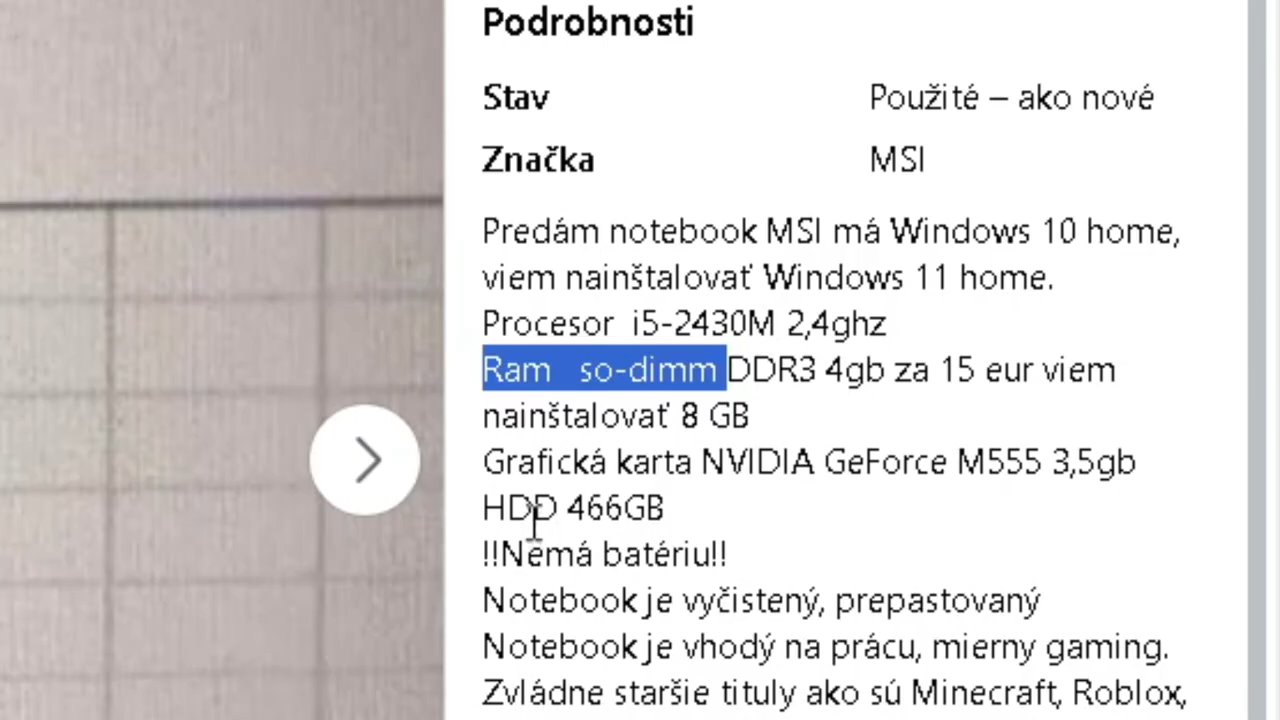 Podrobnosti
Stav Použité – ako nové
Značka MSI
Predám notebook MSI má Windows 10 home,
viem nainštalovať Windows 11 home.
Procesor i5-2430M 2,4ghz
Ram so-dimm DDR3 4gb za 15 eur viem
nainštalovať 8 GB
Grafická karta NVIDIA GeForce M555 3,5gb
HDD 466GB
!!Nemá batériu!!
Notebook je vyčistený, prepastovaný
Notebook je vhodý na prácu, mierny gaming.
Zvládne staršie tituly ako sú Minecraft, Roblox,